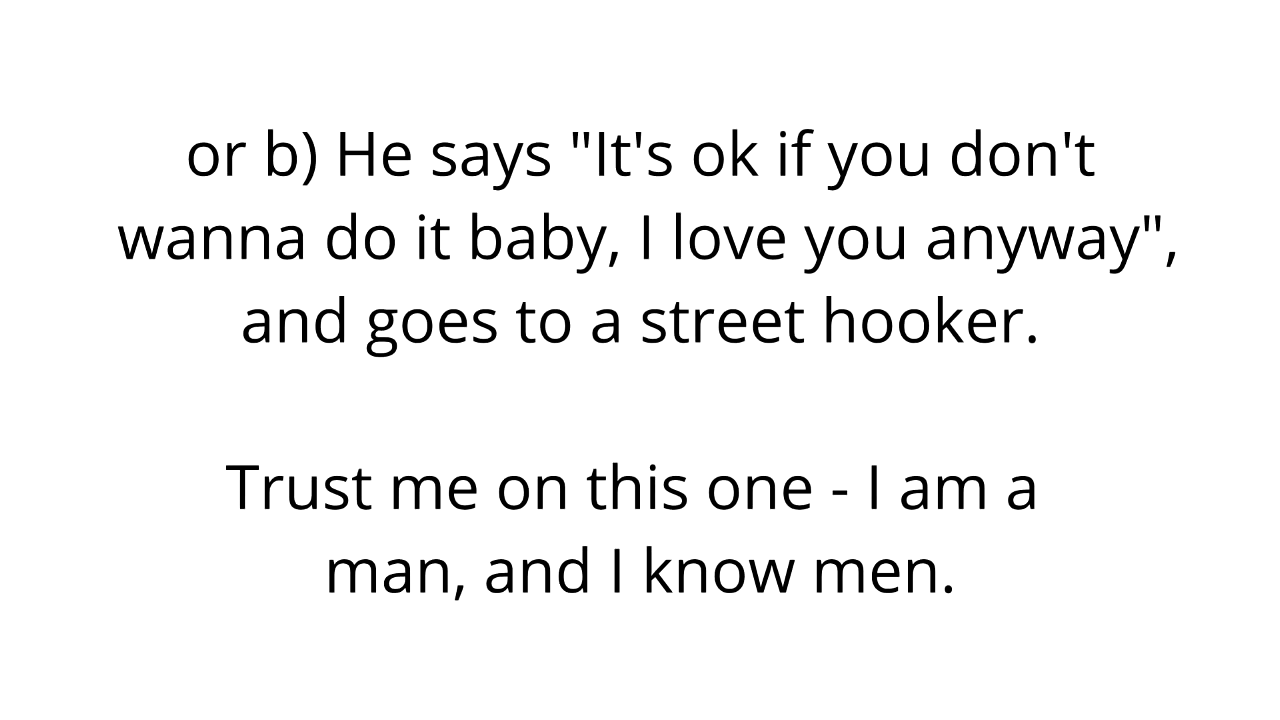 or b) He says "It's ok if you don't
wanna do it baby, I love you anyway",
and goes to a street hooker.
Trust me on this one - I am a
man, and I know men.